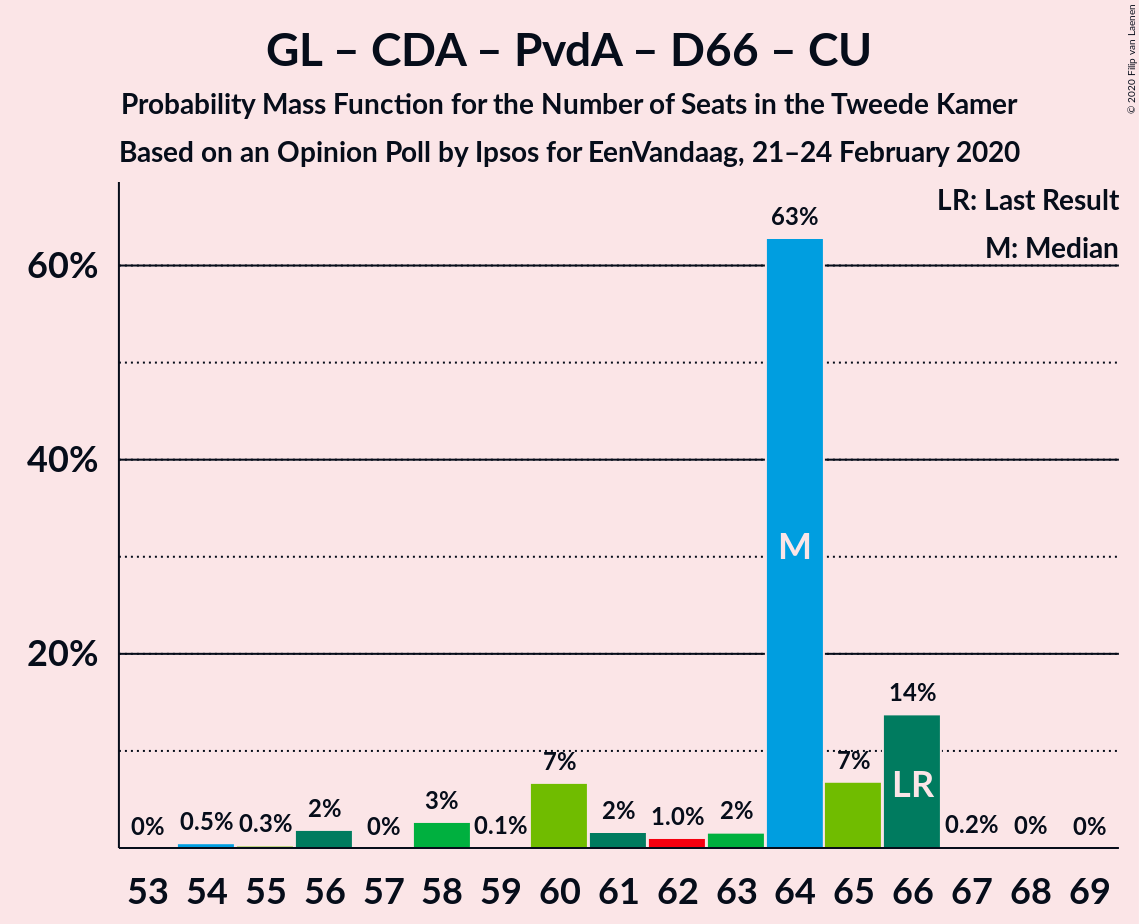 GL – CDA – PvdA – D66 – CU
Probability Mass Function for the Number of Seats in the Tweede Kamer
Based on an Opinion Poll by Ipsos for EenVandaag, 21–24 February 2020
© 2020 Filip van Laenen
LR: Last Result
M: Median
60%
40%
20%
0%
0.5%
0.3%
2%
0%
3%
0.1%
7%
2%
1.0%
2%
63%
7%
14%
0.2%
0%
0%
M
LR
53 54 55 56 57 58 59 60 61 62 63 64 65 66 67 68 69